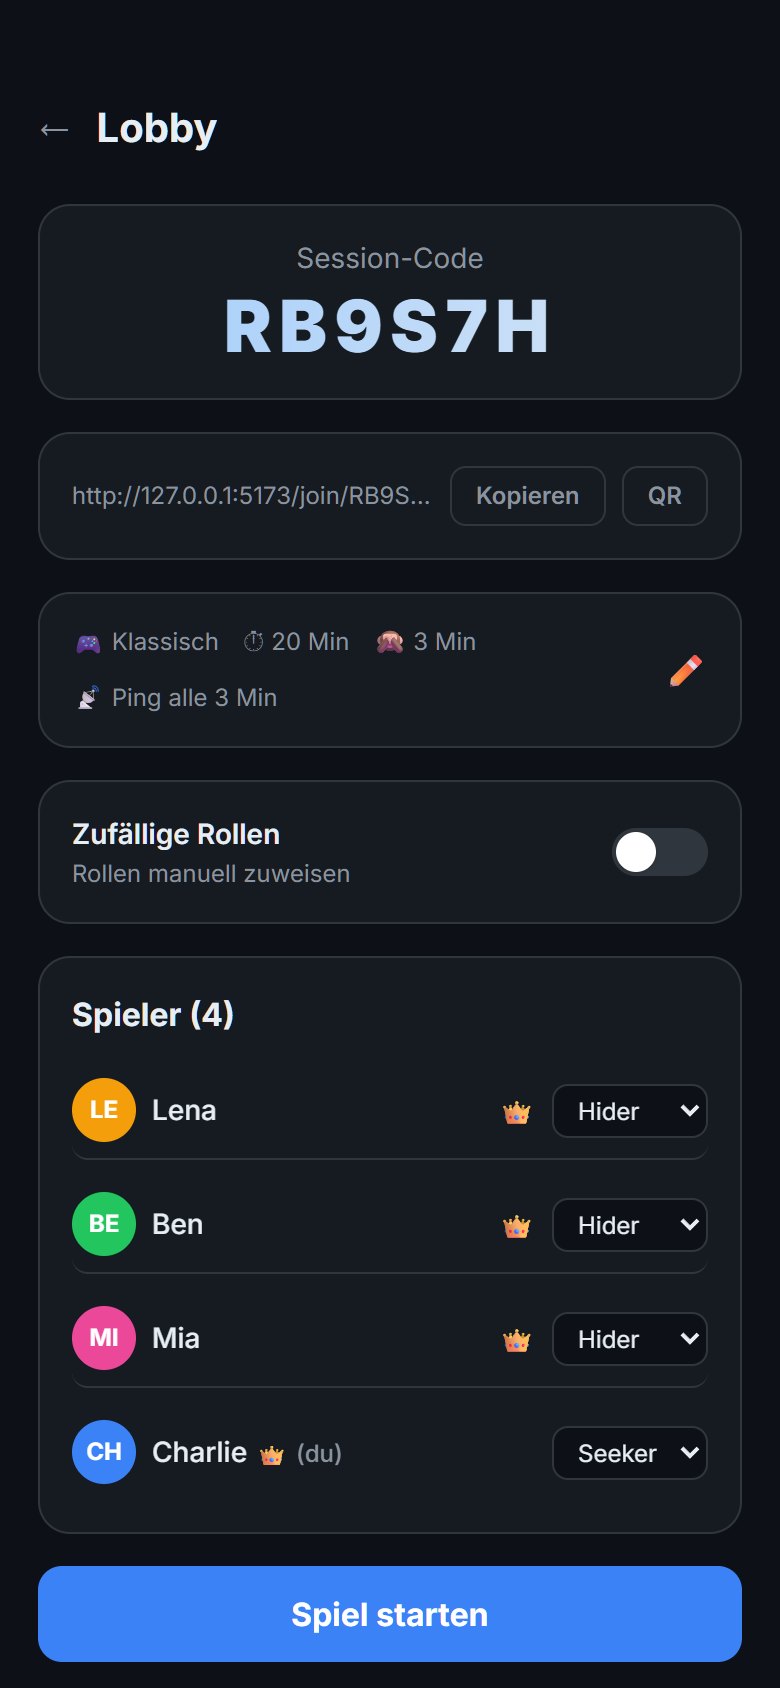 ← Lobby
Session-Code
RB9S7H
http://127.0.0.1:5173/join/RB9S... Kopieren QR
🎮 Klassisch ⏱ 20 Min 🙈 3 Min
📡 Ping alle 3 Min ✏️
Zufällige Rollen
Rollen manuell zuweisen
Spieler (4)
LE Lena 👑 Hider
BE Ben 👑 Hider
MI Mia 👑 Hider
CH Charlie 👑 (du) Seeker
Spiel starten